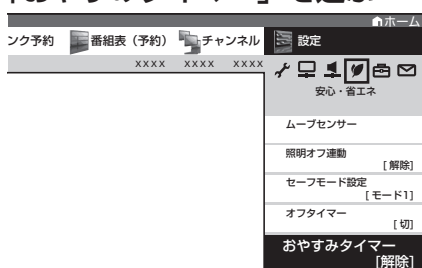 ホーム
ンク予約 番組表（予約） チャンネル 設定
xxxx xxxx xxxx
安心・省エネ
ムーブセンサー
照明オフ連動
[解除]
セーフモード設定
[モード1]
オフタイマー
[切]
おやすみタイマー
[解除]